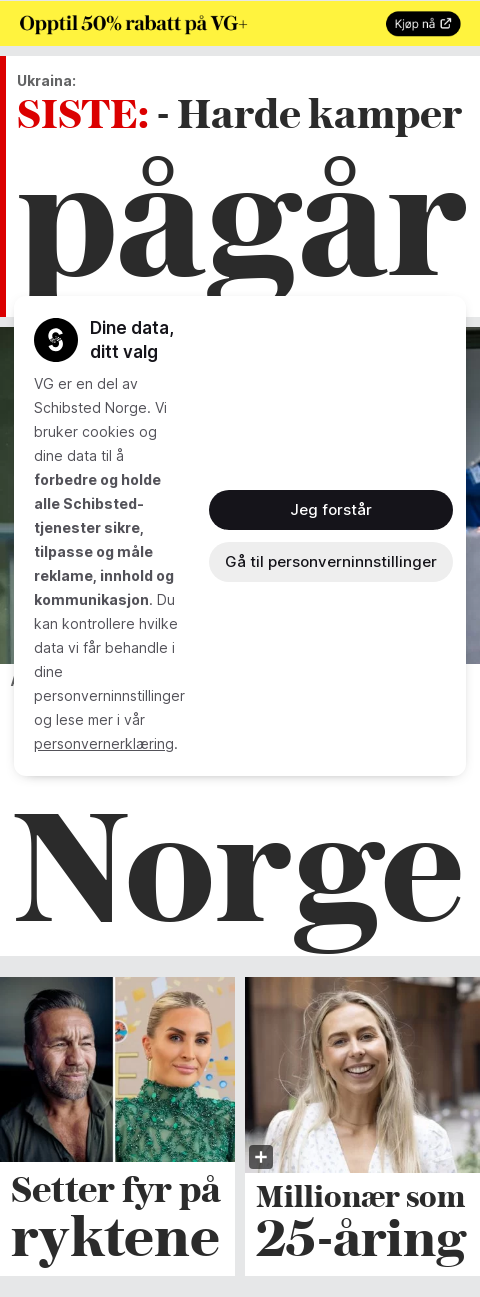 Opptil 50% rabatt på VG+
Kjøp nå
Ukraina:
SISTE: - Harde kamper
pågår
Dine data,
ditt valg
VG er en del av
Schibsted Norge. Vi
bruker cookies og
dine data til å
forbedre og holde
alle Schibsted-
tjenester sikre,
tilpasse og måle
reklame, innhold og
kommunikasjon. Du
kan kontrollere hvilke
data vi får behandle i
dine
personverninnstillinger
og lese mer i vår
personvernerklæring.
Jeg forstår
Gå til personverninnstillinger
Norge
Setter fyr på
ryktene
Millionær som
25-åring